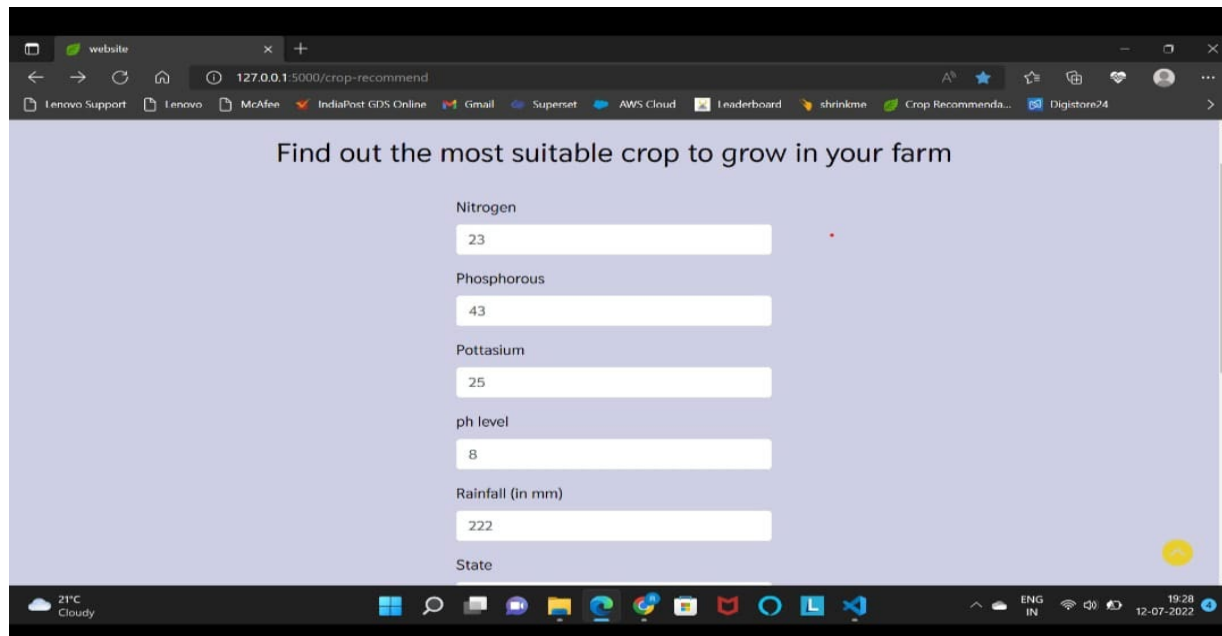 website
127.0.0.1:5000/crop-recommend
Lenovo Support Lenovo McAfee IndiaPost GDS Online Gmail Superset AWS Cloud Leaderboard shrinkme Crop Recommenda... Digistore24
Find out the most suitable crop to grow in your farm
Nitrogen
23
Phosphorous
43
Pottasium
25
ph level
8
Rainfall (in mm)
222
State
21°C
Cloudy
ENG
IN
19:28
12-07-2022
4